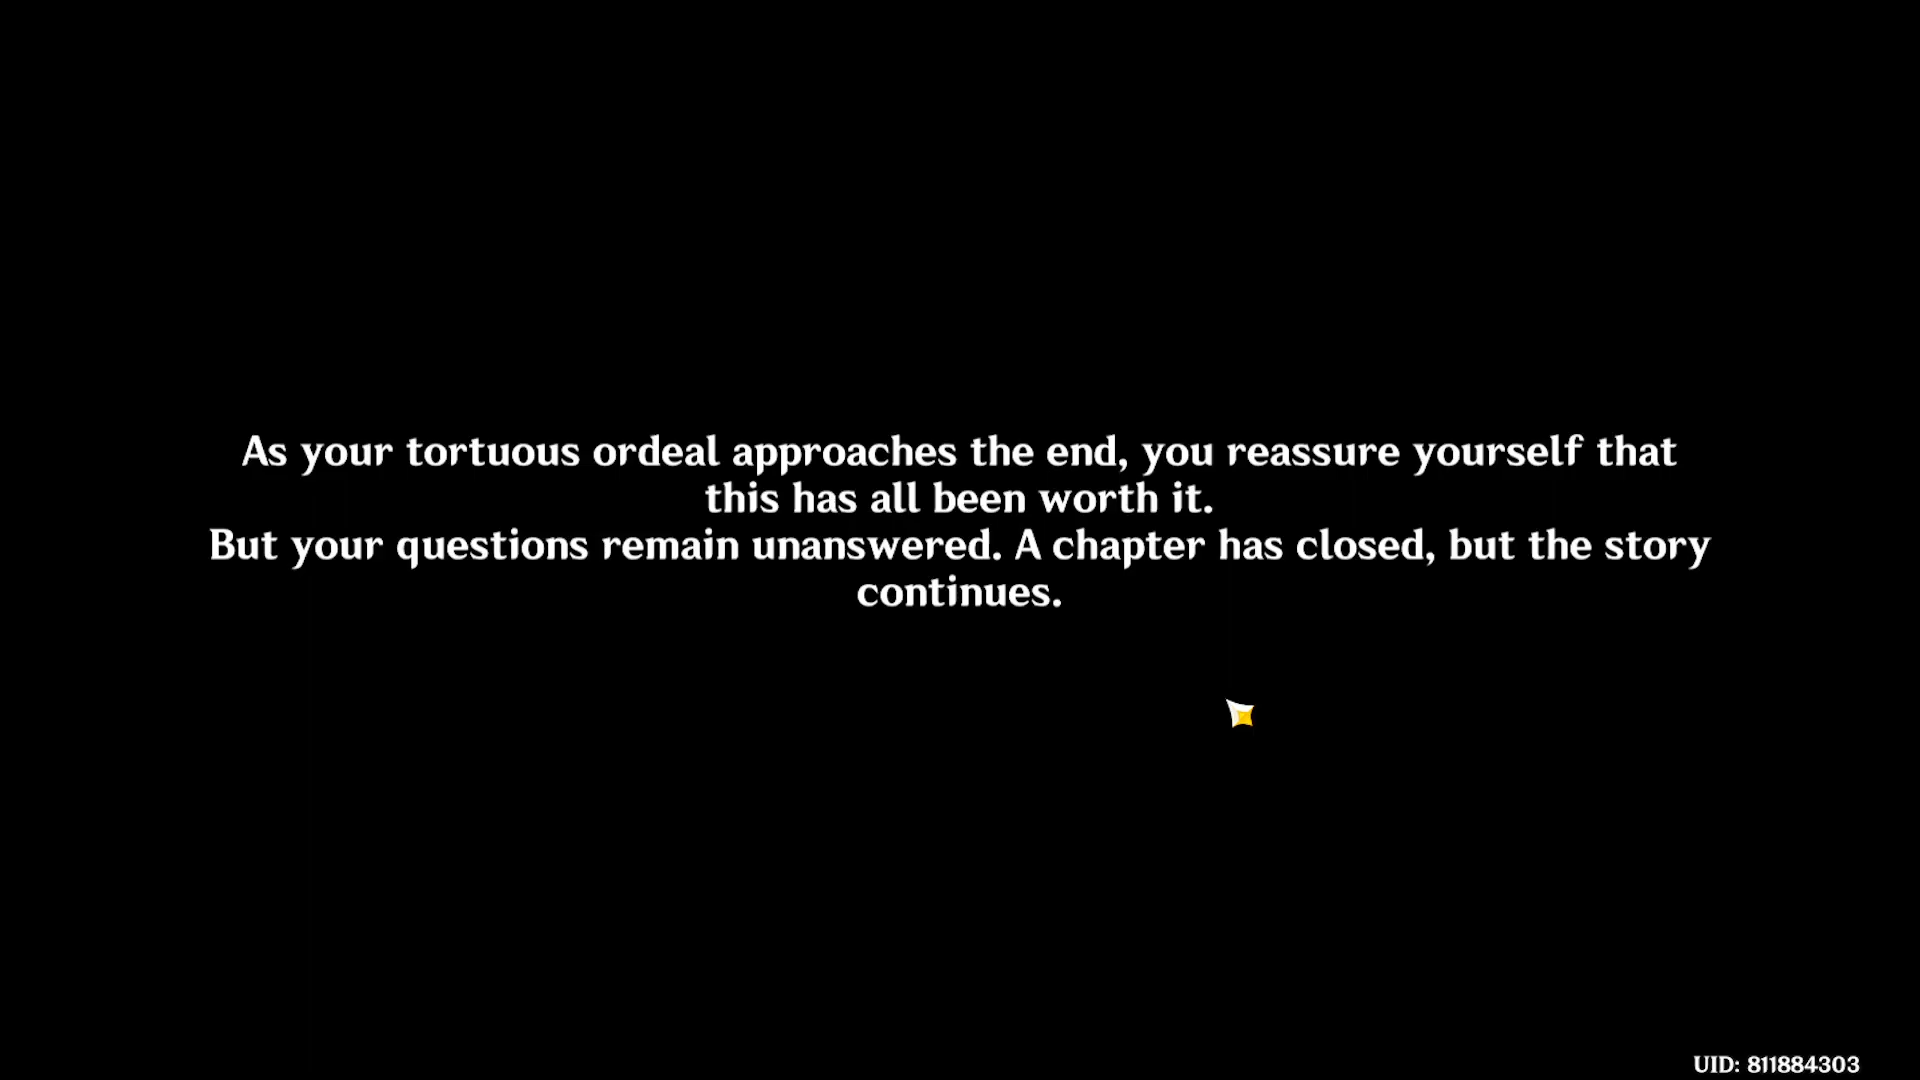 As your tortuous ordeal approaches the end, you reassure yourself that
this has all been worth it.
But your questions remain unanswered. A chapter has closed, but the story
continues.
UID: 811884303